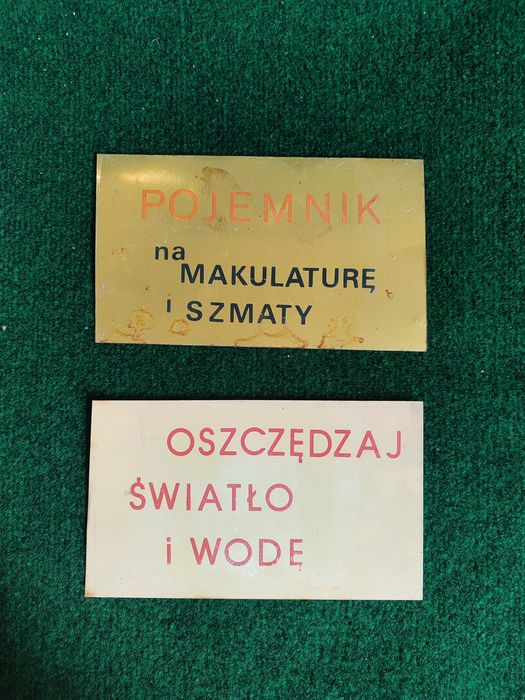 POJEMNIK
na MAKULATURĘ
i SZMATY
OSZCZĘDZAJ
ŚWIATŁO
i WODĘ